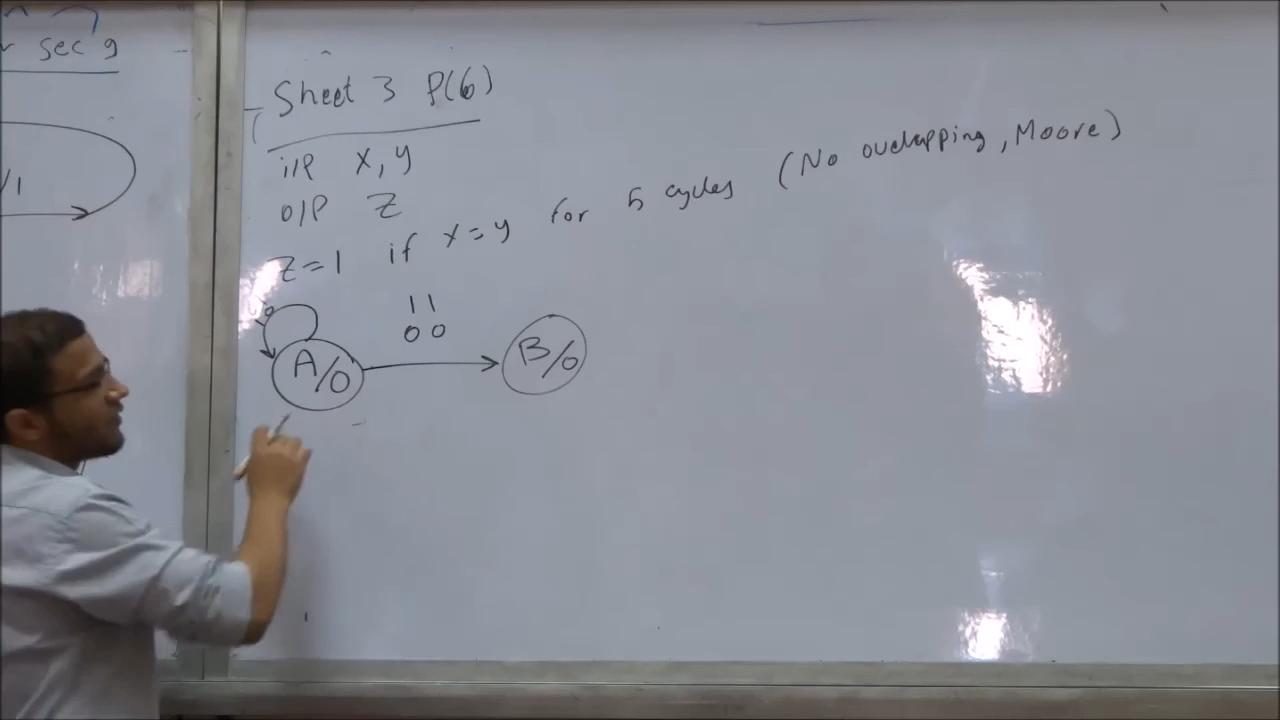 sec 9
/1
Sheet 3 P(6)
i/P X, y
O/P Z
Z=1 if x=y for 5 cycles (No overlapping, Moore)
11
00
A/0
B/0